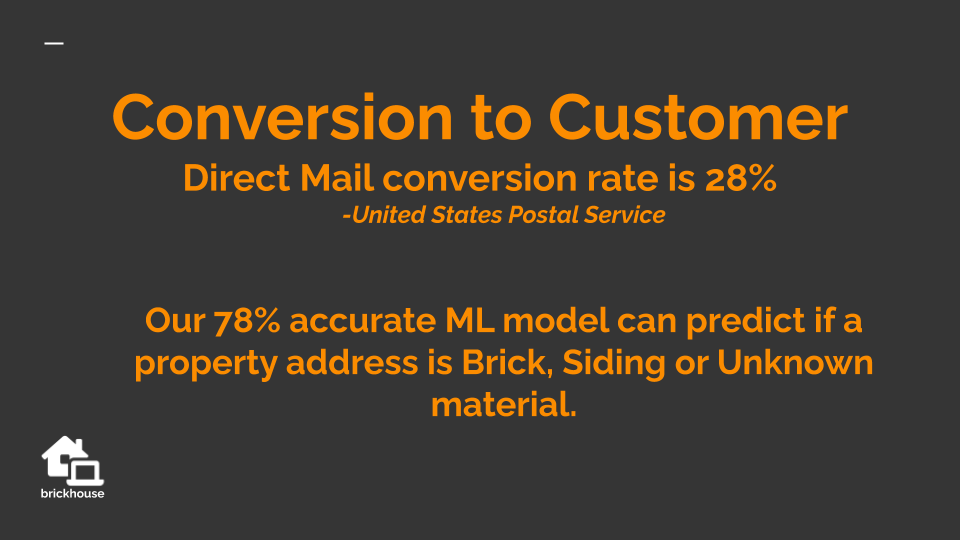 Conversion to Customer
Direct Mail conversion rate is 28%
-United States Postal Service
Our 78% accurate ML model can predict if a
property address is Brick, Siding or Unknown
material.
brickhouse